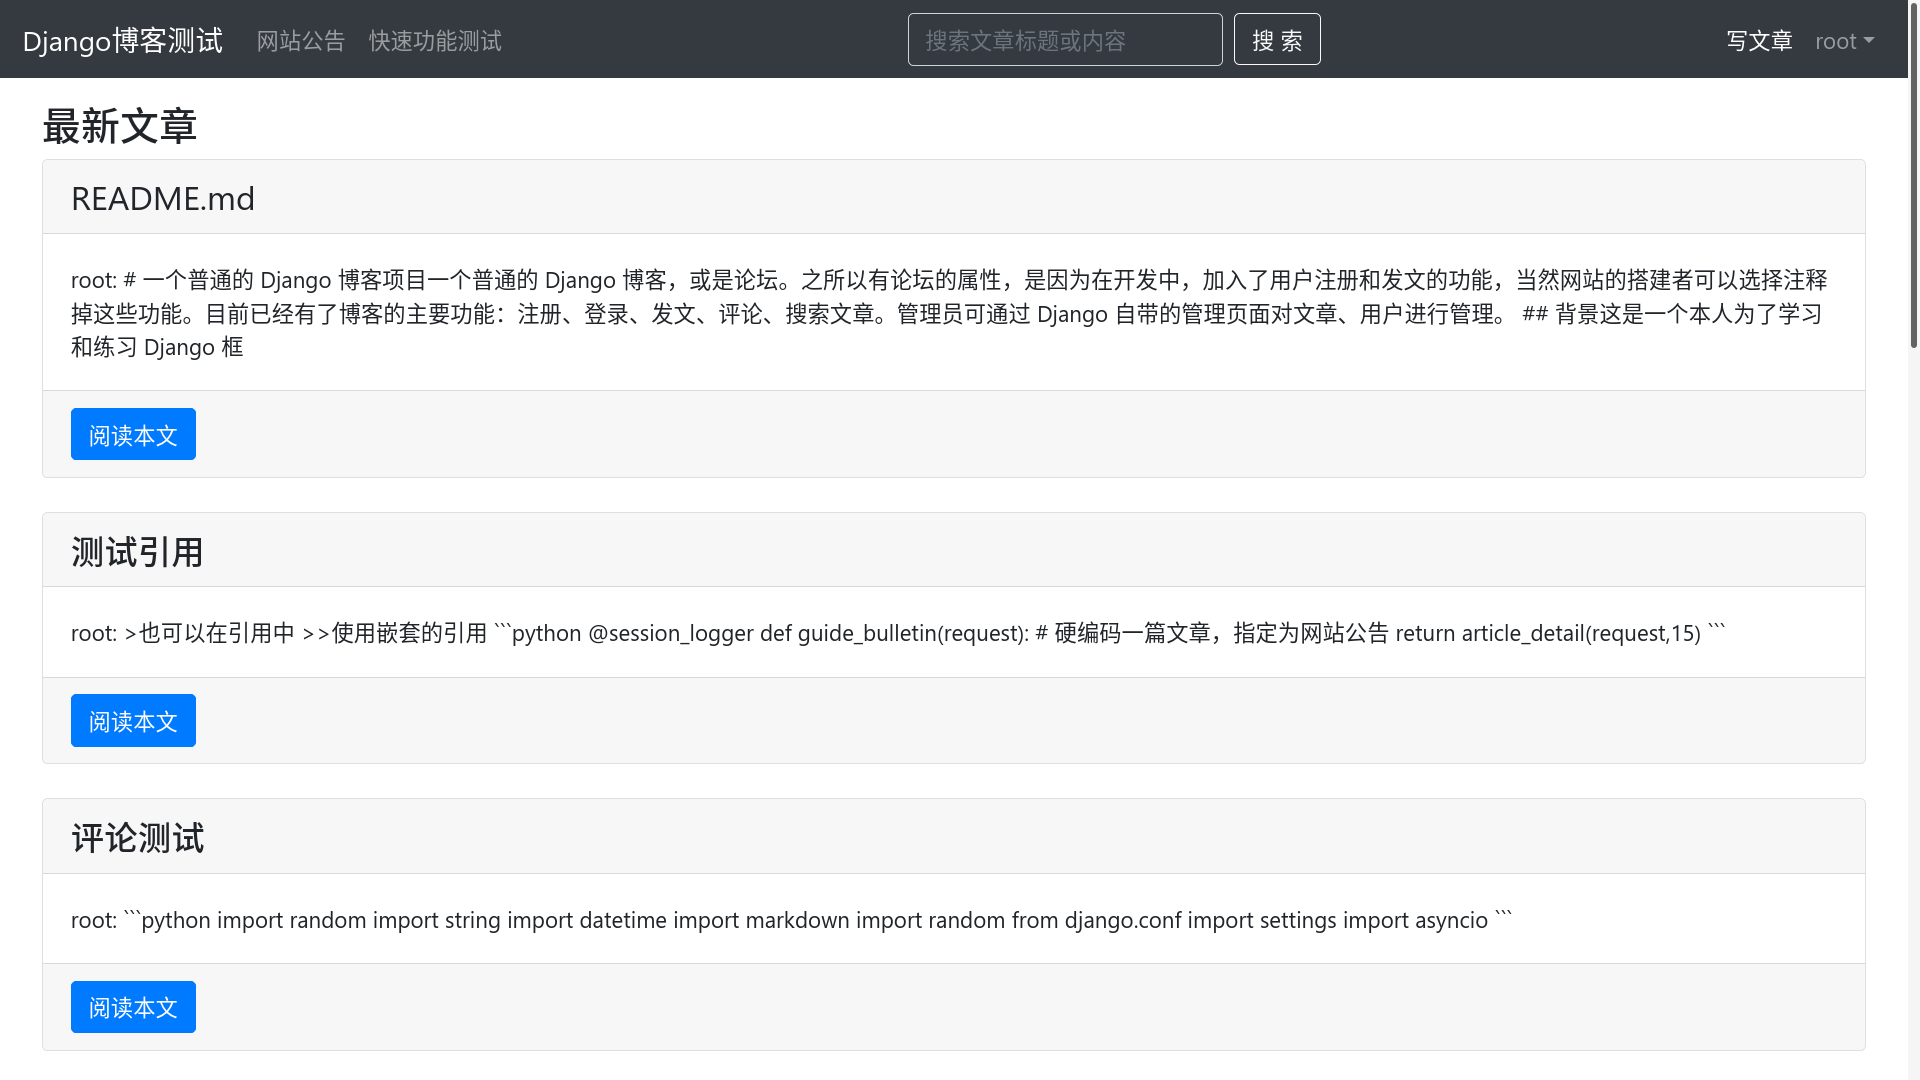 Django博客测试 网站公告 快速功能测试 搜索文章标题或内容 搜 索 写文章 root
最新文章
README.md
root: # 一个普通的 Django 博客项目一个普通的 Django 博客，或是论坛。之所以有论坛的属性，是因为在开发中，加入了用户注册和发文的功能，当然网站的搭建者可以选择注释
掉这些功能。目前已经有了博客的主要功能：注册、登录、发文、评论、搜索文章。管理员可通过 Django 自带的管理页面对文章、用户进行管理。 ## 背景这是一个本人为了学习
和练习 Django 框
阅读本文
测试引用
root: >也可以在引用中 >>使用嵌套的引用 ```python @session_logger def guide_bulletin(request): # 硬编码一篇文章，指定为网站公告 return article_detail(request,15) ```
阅读本文
评论测试
root: ```python import random import string import datetime import markdown import random from django.conf import settings import asyncio ```
阅读本文